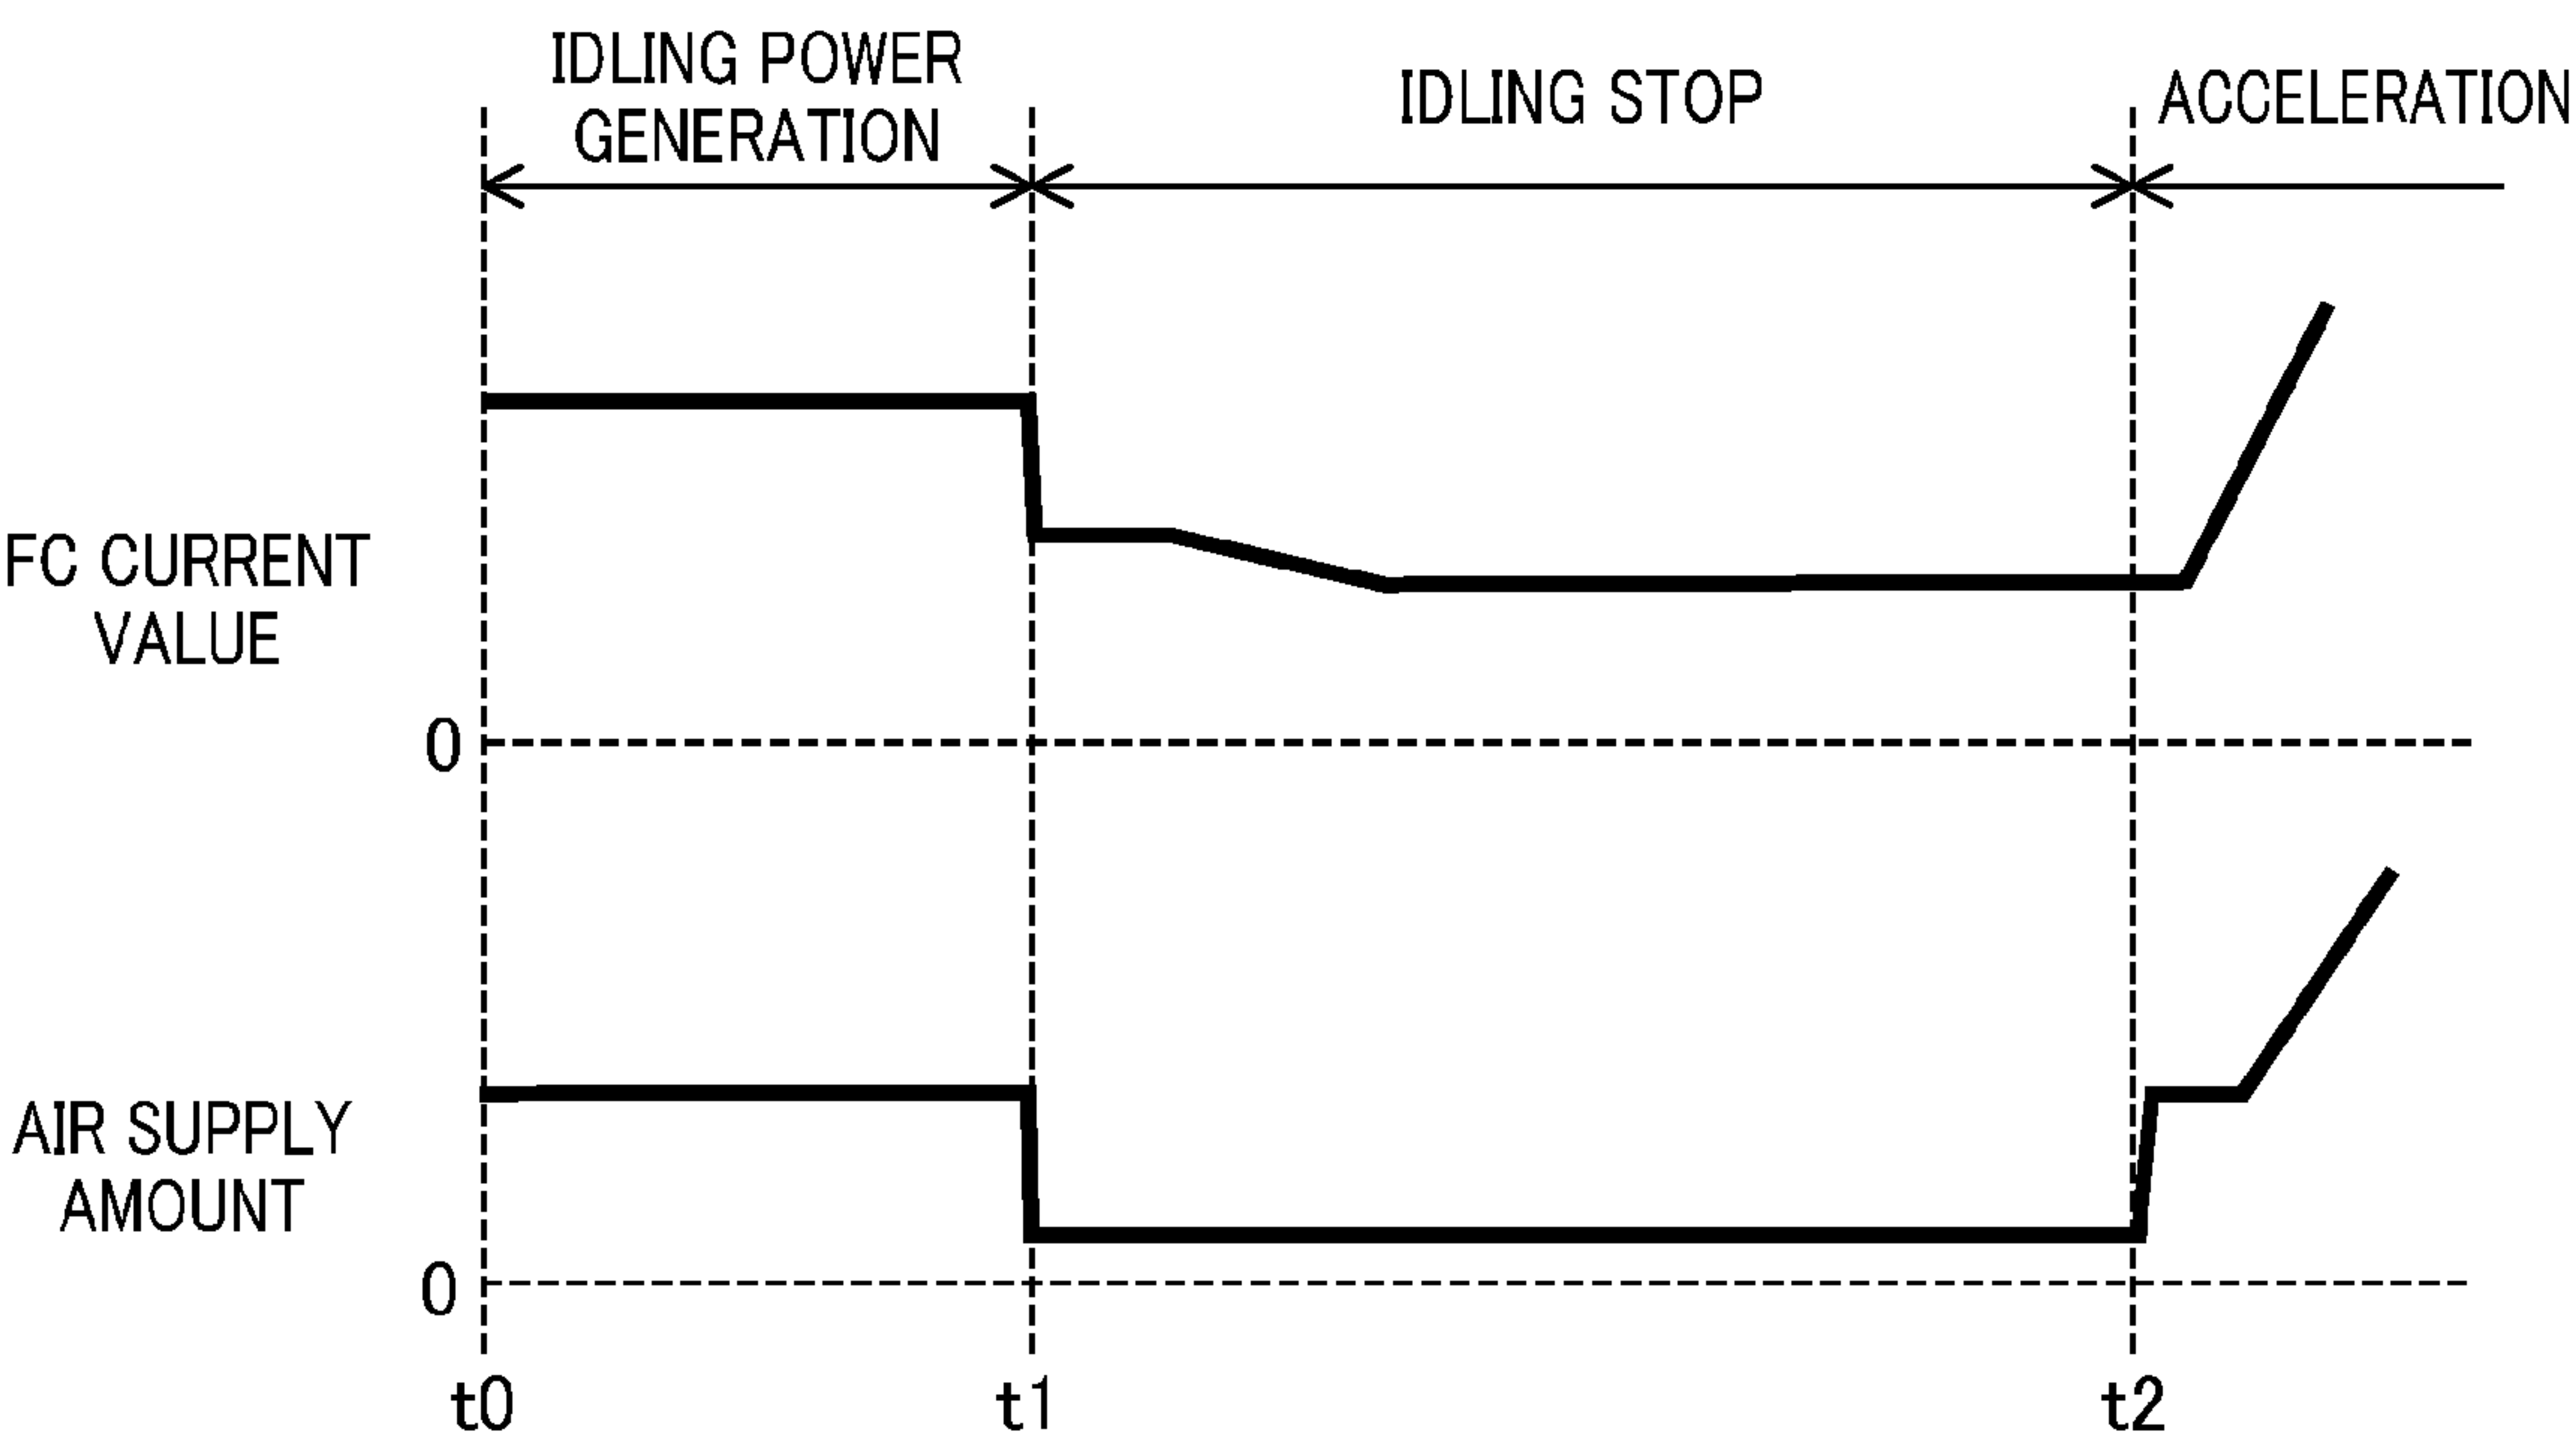 IDLING POWER
GENERATION
IDLING STOP
ACCELERATION
FC CURRENT
VALUE
0
AIR SUPPLY
AMOUNT
0
t0
t1
t2